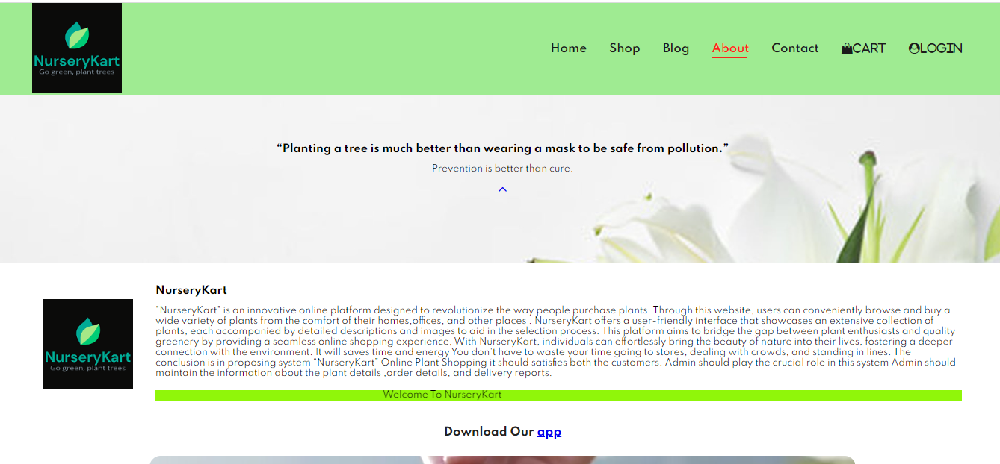 NurseryKart
Go green, plant trees
Home Shop Blog About Contact CART LOGIN
“Planting a tree is much better than wearing a mask to be safe from pollution.”
Prevention is better than cure.
NurseryKart
Go green, plant trees
NurseryKart
"NurseryKart" is an innovative online platform designed to revolutionize the way people purchase plants. Through this website, users can conveniently browse and buy a
wide variety of plants from the comfort of their homes,offices, and other places . NurseryKart offers a user-friendly interface that showcases an extensive collection of
plants, each accompanied by detailed descriptions and images to aid in the selection process. This platform aims to bridge the gap between plant enthusiasts and quality
greenery by providing a seamless online shopping experience, With NurseryKart, individuals can effortlessly bring the beauty of nature into their lives, fostering a deeper
connection with the environment. It will saves time and energy You don't have to waste your time going to stores, dealing with crowds, and standing in lines. The
conclusion is in proposing system “NurseryKart” Online Plant Shopping it should satisfies both the customers. Admin should play the crucial role in this system Admin should
maintain the information about the plant details ,order details, and delivery reports.
Welcome To NurseryKart
Download Our app